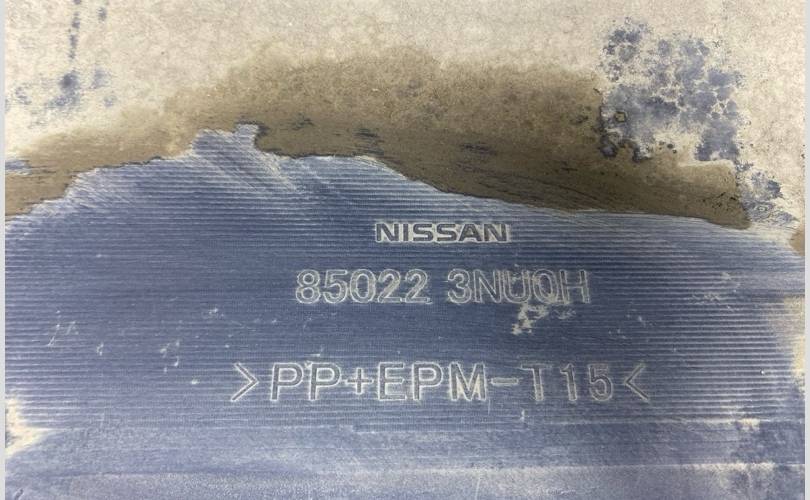 NISSAN
85022 3NU0H
>PP+EPM-T15<